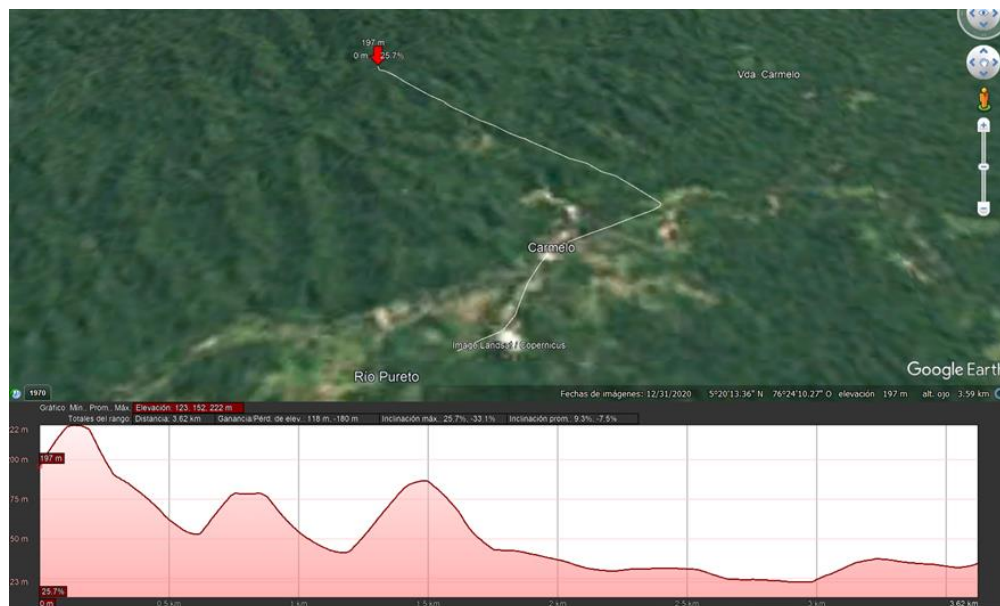 197 m
0 m 25.7%
Vda Carmelo
Carmelo
Image Landsat / Copernicus
Rio Pureto
Google Earth
1970
Fechas de imágenes: 12/31/2020 5°20'13.36" N 76°24'10.27" O elevación 197 m alt. ojo 3.59 km
Gráfico Mín., Prom., Máx. Elevación: 123, 152, 222 m
Totales del rango: Distancia: 3.62 km Ganancia/Pérd. de elev.: 118 m, -180 m Inclinación máx.: 25.7%, -33.1% Inclinación prom.: 9.3%, -7.5%
22 m
197 m
00 m
75 m
50 m
23 m
25.7%
0 m 0.5 km 1 km 1.5 km 2 km 2.5 km 3 km 3.62 km